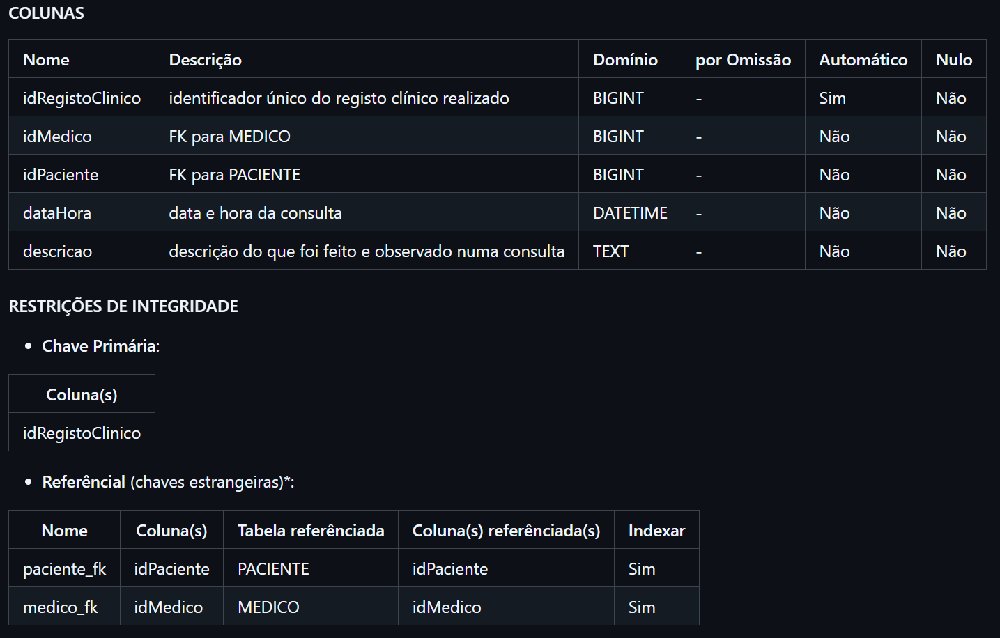 COLUNAS
Nome Descrição Domínio por Omissão Automático Nulo
idRegistoClinico identificador único do registo clínico realizado BIGINT - Sim Não
idMedico FK para MEDICO BIGINT - Não Não
idPaciente FK para PACIENTE BIGINT - Não Não
dataHora data e hora da consulta DATETIME - Não Não
descricao descrição do que foi feito e observado numa consulta TEXT - Não Não
RESTRIÇÕES DE INTEGRIDADE
• Chave Primária:
Coluna(s)
idRegistoClinico
• Referêncial (chaves estrangeiras)*:
Nome Coluna(s) Tabela referênciada Coluna(s) referênciada(s) Indexar
paciente_fk idPaciente PACIENTE idPaciente Sim
medico_fk idMedico MEDICO idMedico Sim